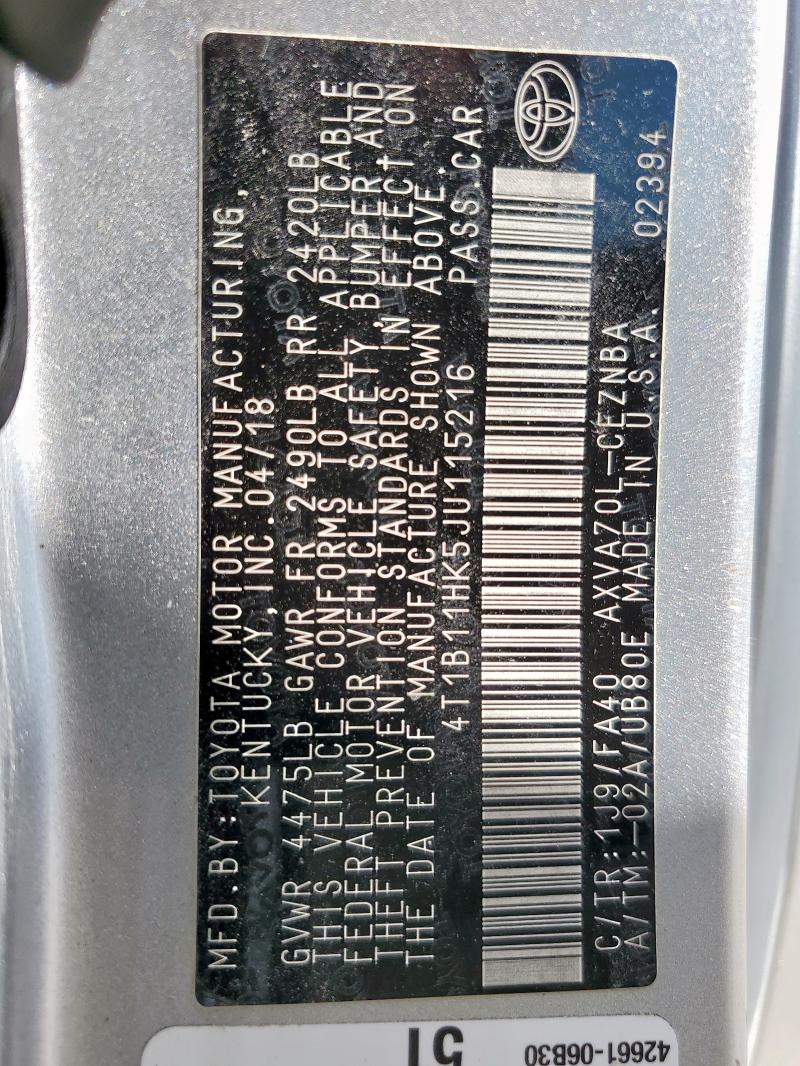 MFD.BY:TOYOTA MOTOR MANUFACTURING,
KENTUCKY,INC.04/18
GVWR 4475LB GAWR FR 2490LB RR 2420LB
THIS VEHICLE CONFORMS TO ALL APPLICABLE
FEDERAL MOTOR VEHICLE SAFETY,BUMPER AND
THEFT PREVENTION STANDARDS IN EFFECT ON
THE DATE OF MANUFACTURE SHOWN ABOVE.
4T1B11HK5JU115216 PASS.CAR
C/TR:1J9/FA40 AXVA70L-CEZNBA
A/TM:-02A/UB80E MADE IN U.S.A. 02394
51
42661-06B30